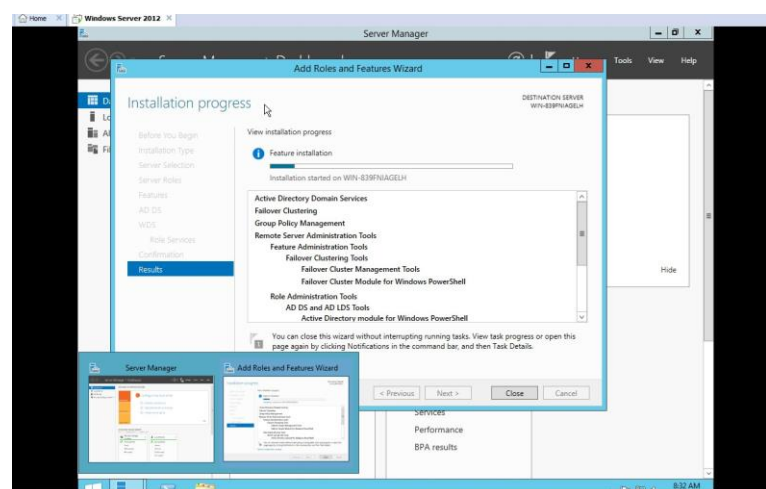 Home
Windows Server 2012
Server Manager
Tools View Help
Add Roles and Features Wizard
Installation progress
DESTINATION SERVER
WIN-839FNIAGELH
Before You Begin
Installation Type
Server Selection
Server Roles
Features
AD DS
WDS
Role Services
Confirmation
Results
View installation progress
Feature installation
Installation started on WIN-839FNIAGELH
Active Directory Domain Services
Failover Clustering
Group Policy Management
Remote Server Administration Tools
Feature Administration Tools
Failover Clustering Tools
Failover Cluster Management Tools
Failover Cluster Module for Windows PowerShell
Role Administration Tools
AD DS and AD LDS Tools
Active Directory module for Windows PowerShell
Hide
1
You can close this wizard without interrupting running tasks. View task progress or open this
page again by clicking Notifications in the command bar, and then Task Details.
< Previous Next > Close Cancel
Server Manager
Add Roles and Features Wizard
Services
Performance
BPA results
8:32 AM